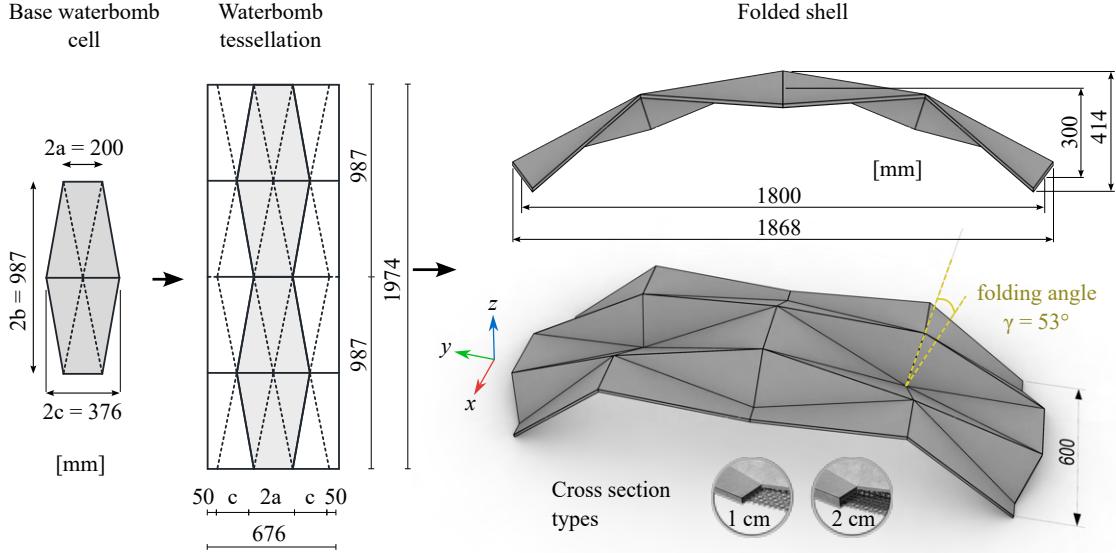 Base waterbomb
cell
Waterbomb
tessellation
Folded shell
2a = 200
2b = 987
2c = 376
[mm]
987
987
1974
50 c 2a c 50
676
300
414
[mm]
1800
1868
folding angle
γ = 53°
z
y
x
600
Cross section
types
1 cm
2 cm